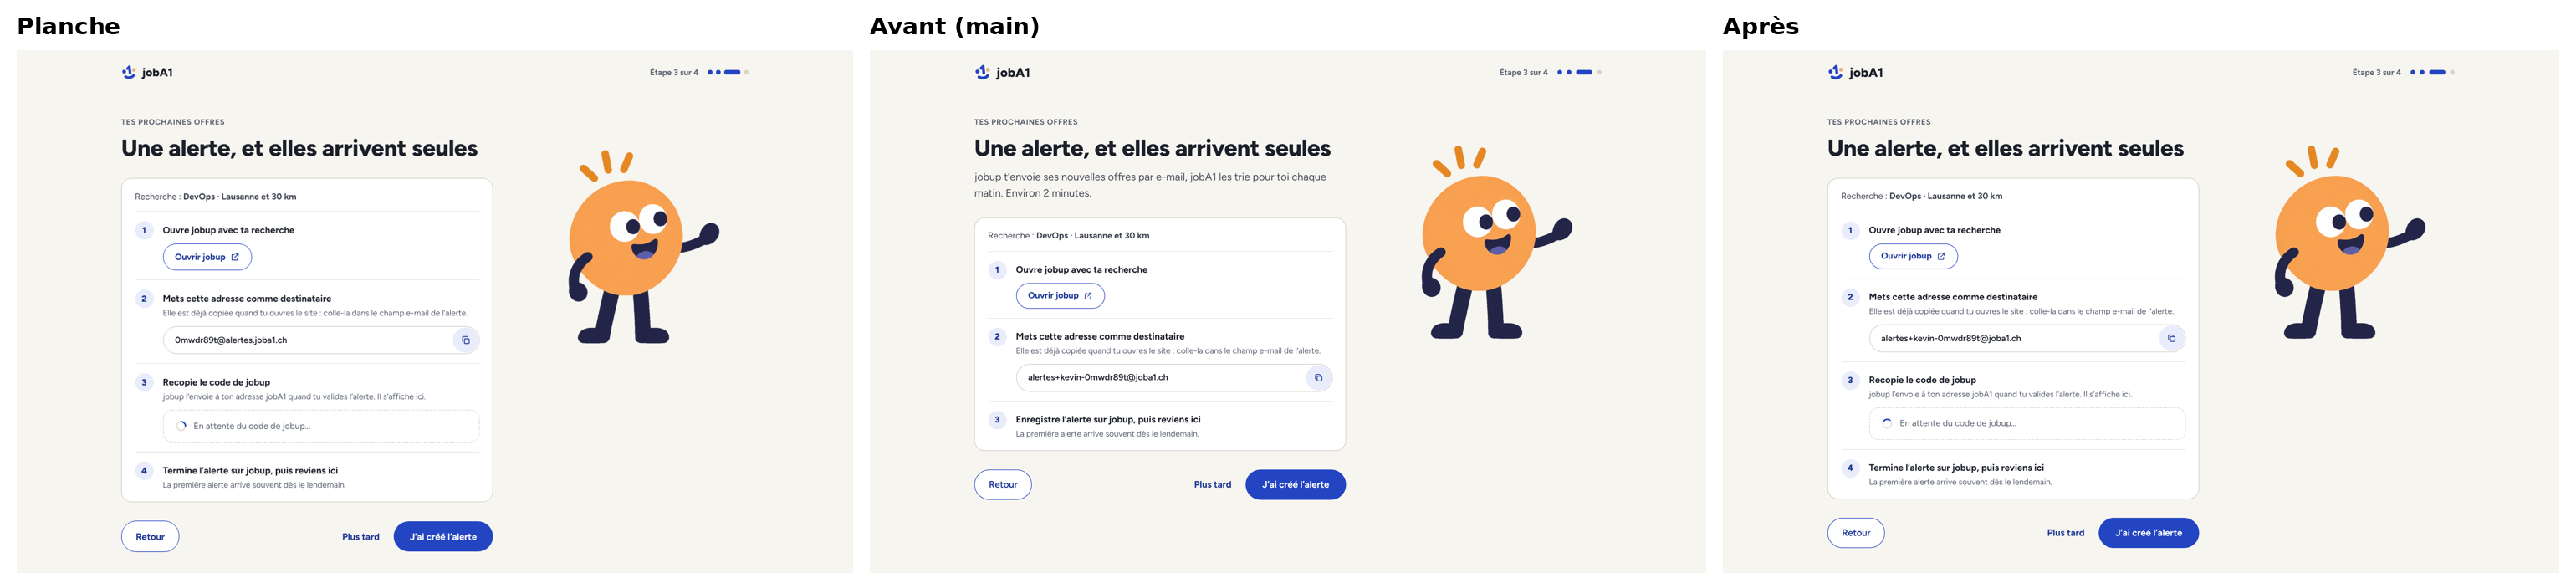 Planche
jobA1
Étape 3 sur 4
TES PROCHAINES OFFRES
Une alerte, et elles arrivent seules
Recherche : DevOps · Lausanne et 30 km
1
Ouvre jobup avec ta recherche
Ouvrir jobup
2
Mets cette adresse comme destinataire
Elle est déjà copiée quand tu ouvres le site : colle-la dans le champ e-mail de l'alerte.
0mwdr89t@alertes.joba1.ch
3
Recopie le code de jobup
jobup l'envoie à ton adresse jobA1 quand tu valides l'alerte. Il s'affiche ici.
En attente du code de jobup...
4
Termine l'alerte sur jobup, puis reviens ici
La première alerte arrive souvent dès le lendemain.
Retour
Plus tard
J'ai créé l'alerte
Avant (main)
jobA1
Étape 3 sur 4
TES PROCHAINES OFFRES
Une alerte, et elles arrivent seules
jobup t'envoie ses nouvelles offres par e-mail, jobA1 les trie pour toi chaque
matin. Environ 2 minutes.
Recherche : DevOps · Lausanne et 30 km
1
Ouvre jobup avec ta recherche
Ouvrir jobup
2
Mets cette adresse comme destinataire
Elle est déjà copiée quand tu ouvres le site : colle-la dans le champ e-mail de l'alerte.
alertes+kevin-0mwdr89t@joba1.ch
3
Enregistre l'alerte sur jobup, puis reviens ici
La première alerte arrive souvent dès le lendemain.
Retour
Plus tard
J'ai créé l'alerte
Après
jobA1
Étape 3 sur 4
TES PROCHAINES OFFRES
Une alerte, et elles arrivent seules
Recherche : DevOps · Lausanne et 30 km
1
Ouvre jobup avec ta recherche
Ouvrir jobup
2
Mets cette adresse comme destinataire
Elle est déjà copiée quand tu ouvres le site : colle-la dans le champ e-mail de l'alerte.
alertes+kevin-0mwdr89t@joba1.ch
3
Recopie le code de jobup
jobup l'envoie à ton adresse jobA1 quand tu valides l'alerte. Il s'affiche ici.
En attente du code de jobup...
4
Termine l'alerte sur jobup, puis reviens ici
La première alerte arrive souvent dès le lendemain.
Retour
Plus tard
J'ai créé l'alerte